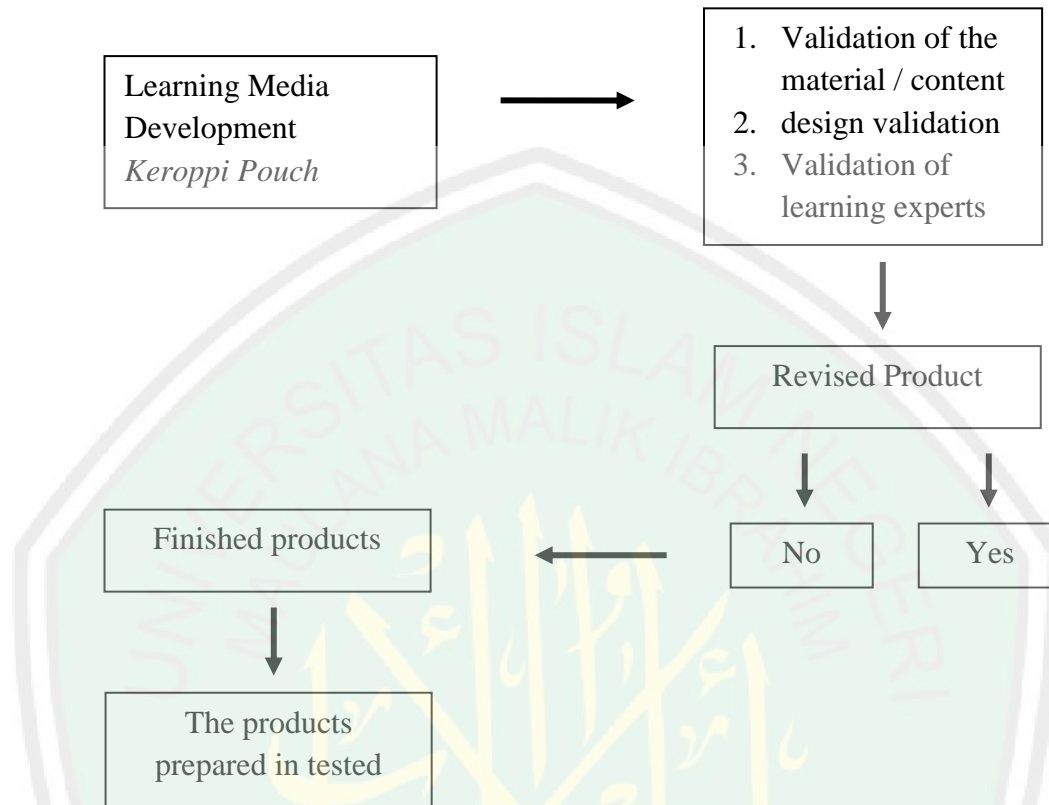 Learning Media
Development
Keroppi Pouch
1. Validation of the
material / content
2. design validation
3. Validation of
learning experts
Revised Product
No
Yes
Finished products
The products
prepared in tested
UNIVERSITAS ISLAM NEGERI
MAULANA MALIK IBRAHIM